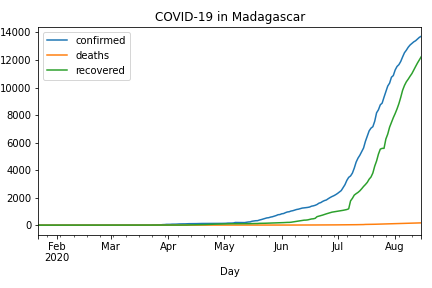 COVID-19 in Madagascar
14000
12000
10000
8000
6000
4000
2000
0
confirmed
deaths
recovered
Feb Mar Apr May Jun Jul Aug
2020
Day